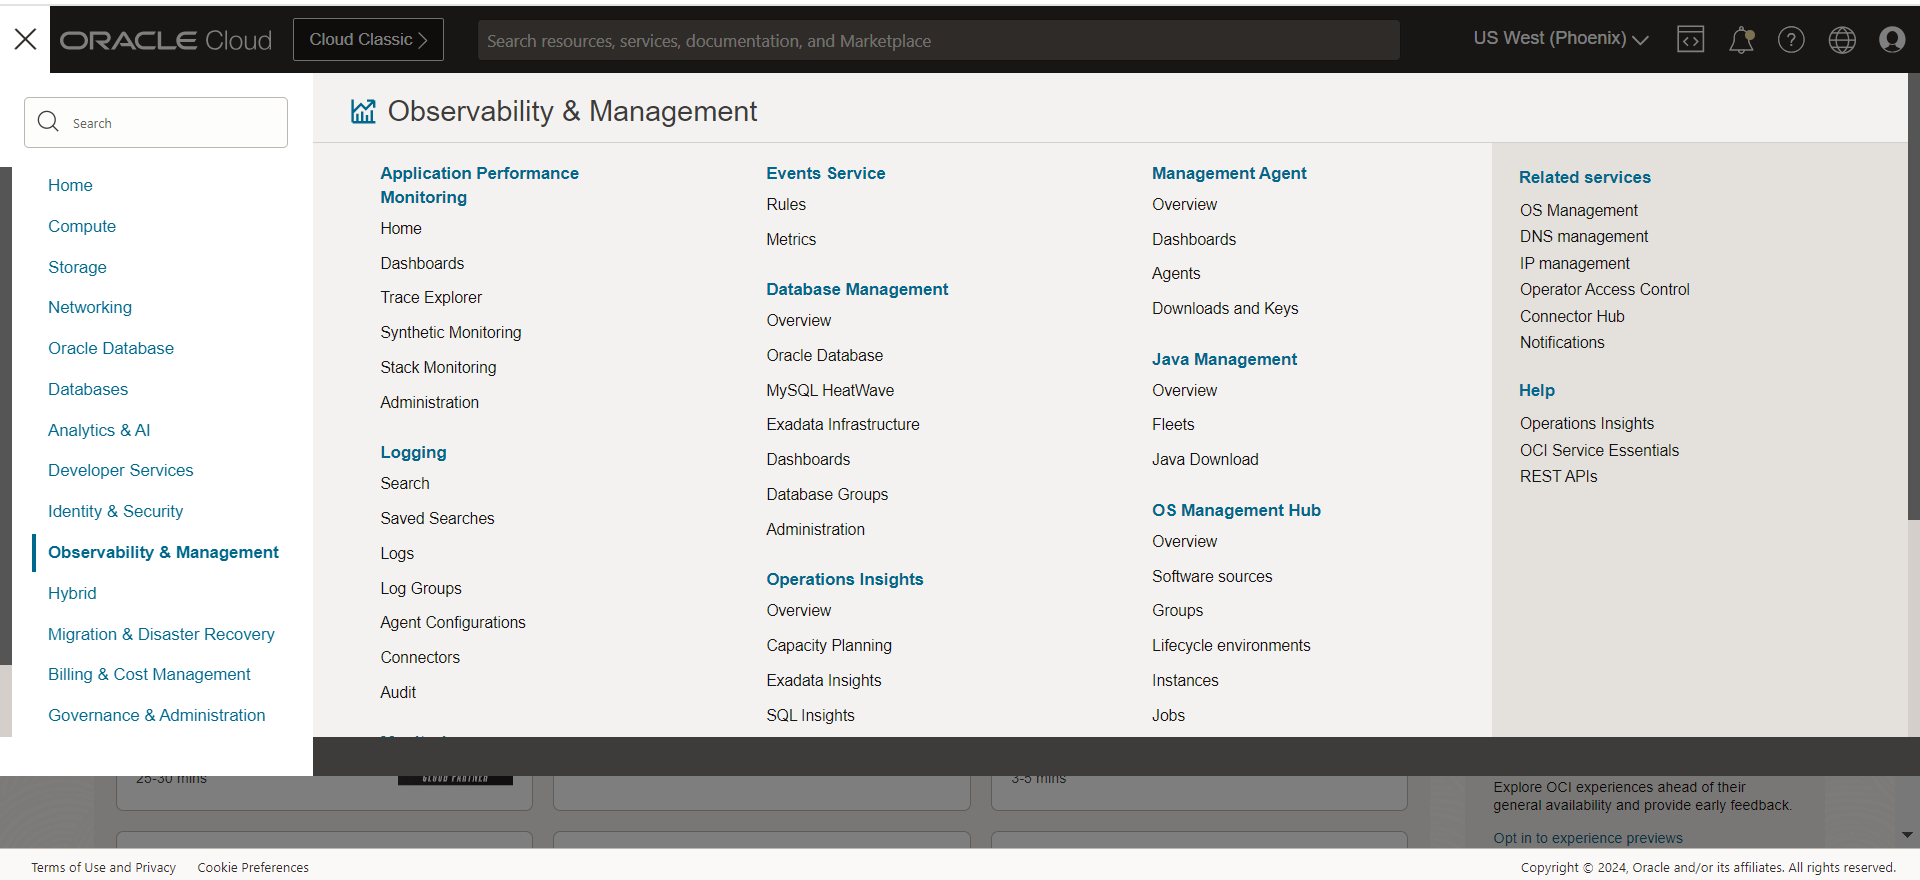 ORACLE Cloud
Cloud Classic
Search resources, services, documentation, and Marketplace
US West (Phoenix)
Search
Home
Compute
Storage
Networking
Oracle Database
Databases
Analytics & AI
Developer Services
Identity & Security
Observability & Management
Hybrid
Migration & Disaster Recovery
Billing & Cost Management
Governance & Administration
Observability & Management
Application Performance
Monitoring
Home
Dashboards
Trace Explorer
Synthetic Monitoring
Stack Monitoring
Administration
Logging
Search
Saved Searches
Logs
Log Groups
Agent Configurations
Connectors
Audit
Events Service
Rules
Metrics
Database Management
Overview
Oracle Database
MySQL HeatWave
Exadata Infrastructure
Dashboards
Database Groups
Administration
Operations Insights
Overview
Capacity Planning
Exadata Insights
SQL Insights
Management Agent
Overview
Dashboards
Agents
Downloads and Keys
Java Management
Overview
Fleets
Java Download
OS Management Hub
Overview
Software sources
Groups
Lifecycle environments
Instances
Jobs
Related services
OS Management
DNS management
IP management
Operator Access Control
Connector Hub
Notifications
Help
Operations Insights
OCI Service Essentials
REST APIs
25-30 mins
CLOUD PARTNER
3-5 mins
Explore OCI experiences ahead of their
general availability and provide early feedback.
Opt in to experience previews
Terms of Use and Privacy
Cookie Preferences
Copyright © 2024, Oracle and/or its affiliates. All rights reserved.